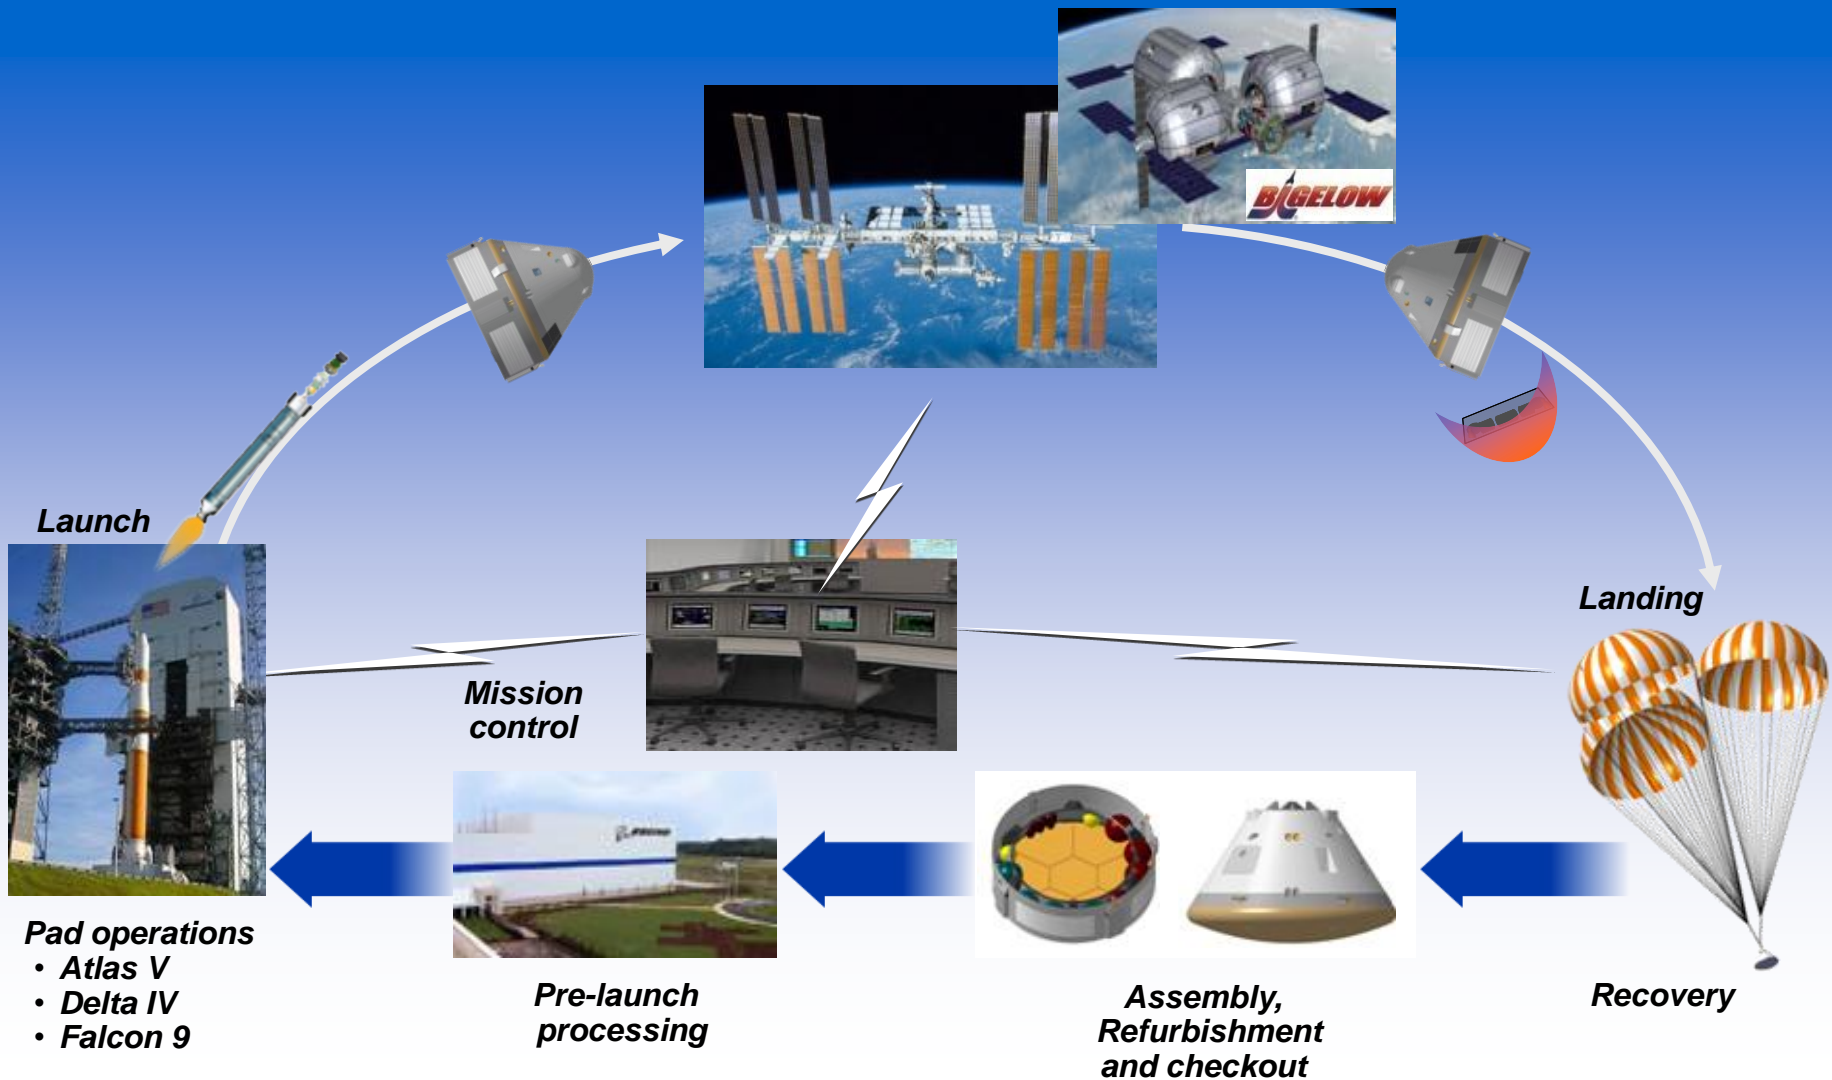 BIGELOW
Launch
Landing
Mission
control
Pad operations
• Atlas V
• Delta IV
• Falcon 9
Pre-launch
processing
Assembly,
Refurbishment
and checkout
Recovery